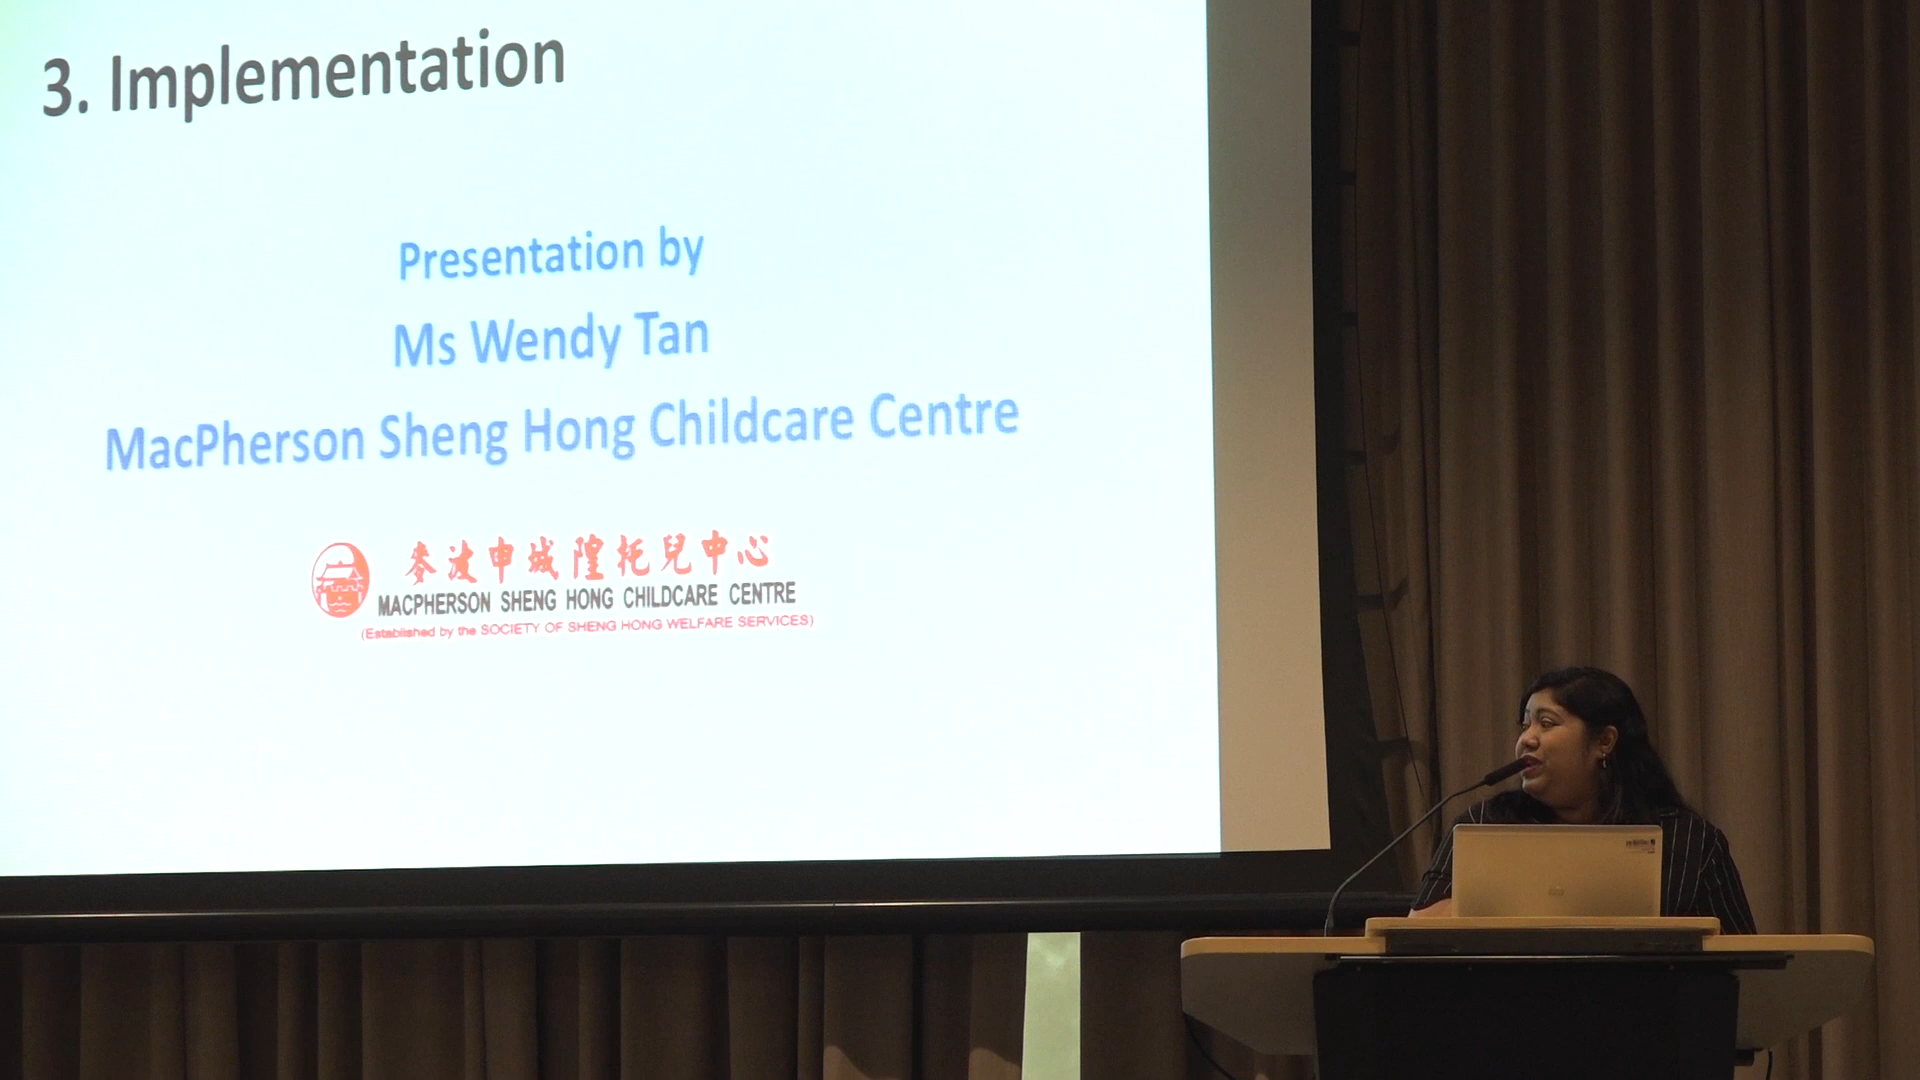 3. Implementation
Presentation by
Ms Wendy Tan
MacPherson Sheng Hong Childcare Centre
麥波申城隍托兒中心
MACPHERSON SHENG HONG CHILDCARE CENTRE
(Established by the SOCIETY OF SHENG HONG WELFARE SERVICES)